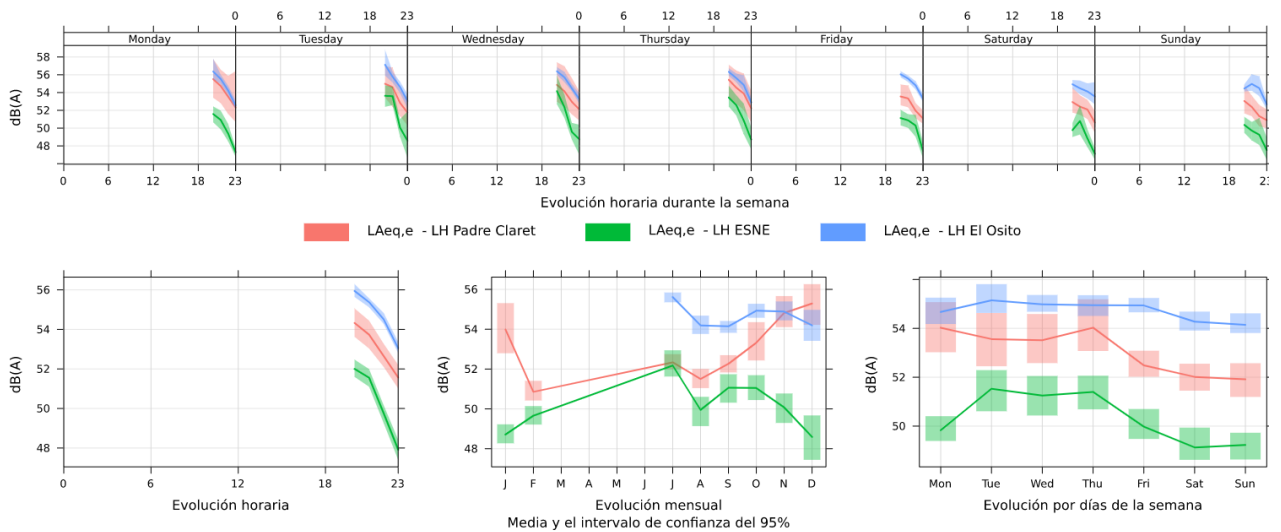 0 6 12 18 23 0 6 12 18 23 0 6 12 18 23
Monday Tuesday Wednesday Thursday Friday Saturday Sunday
58
56
54
52
50
48
dB(A)
0 6 12 18 23 0 6 12 18 23 0 6 12 18 23 0 6 12 18 23
Evolución horaria durante la semana
LAeq,e - LH Padre Claret LAeq,e - LH ESNE LAeq,e - LH El Osito
56
54
52
50
48
dB(A)
0 6 12 18 23
Evolución horaria
56
54
52
50
48
dB(A)
J F M A M J J A S O N D
Evolución mensual
Media y el intervalo de confianza del 95%
54
52
50
dB(A)
Mon Tue Wed Thu Fri Sat Sun
Evolución por días de la semana